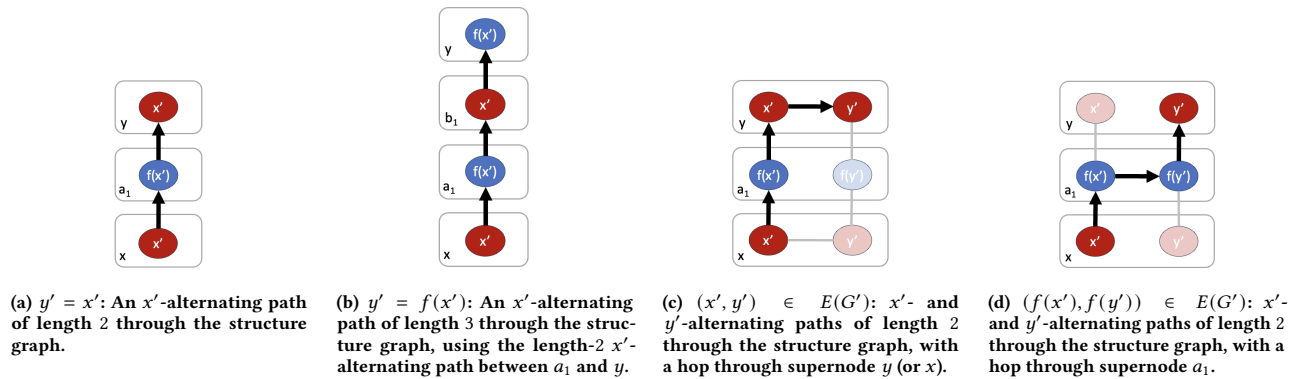 x'
y
f(x')
a₁
x'
x
(a) y′ = x′: An x′-alternating path
of length 2 through the structure
graph.
f(x')
y
x'
b₁
f(x')
a₁
x'
x
(b) y′ = f(x′): An x′-alternating
path of length 3 through the struc-
ture graph, using the length-2 x′-
alternating path between a₁ and y.
x' y'
y
f(x') f(y')
a₁
x' y'
x
(c) (x′, y′) ∈ E(G′): x′- and
y′-alternating paths of length 2
through the structure graph, with
a hop through supernode y (or x).
x' y'
y
f(x') f(y')
a₁
x' y'
x
(d) (f(x′), f(y′)) ∈ E(G′): x′-
and y′-alternating paths of length 2
through the structure graph, with a
hop through supernode a₁.